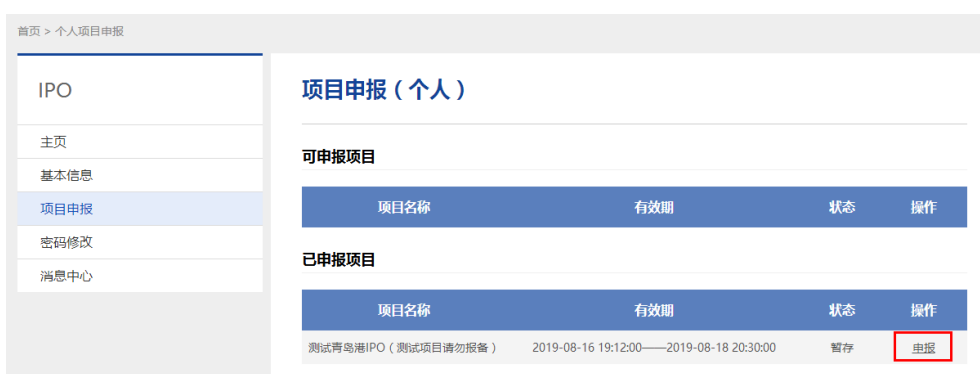 首页 > 个人项目申报
IPO
主页
基本信息
项目申报
密码修改
消息中心
项目申报（个人）
可申报项目
项目名称 有效期 状态 操作
已申报项目
项目名称 有效期 状态 操作
测试青岛港IPO（测试项目请勿报备） 2019-08-16 19:12:00——2019-08-18 20:30:00 暂存 申报